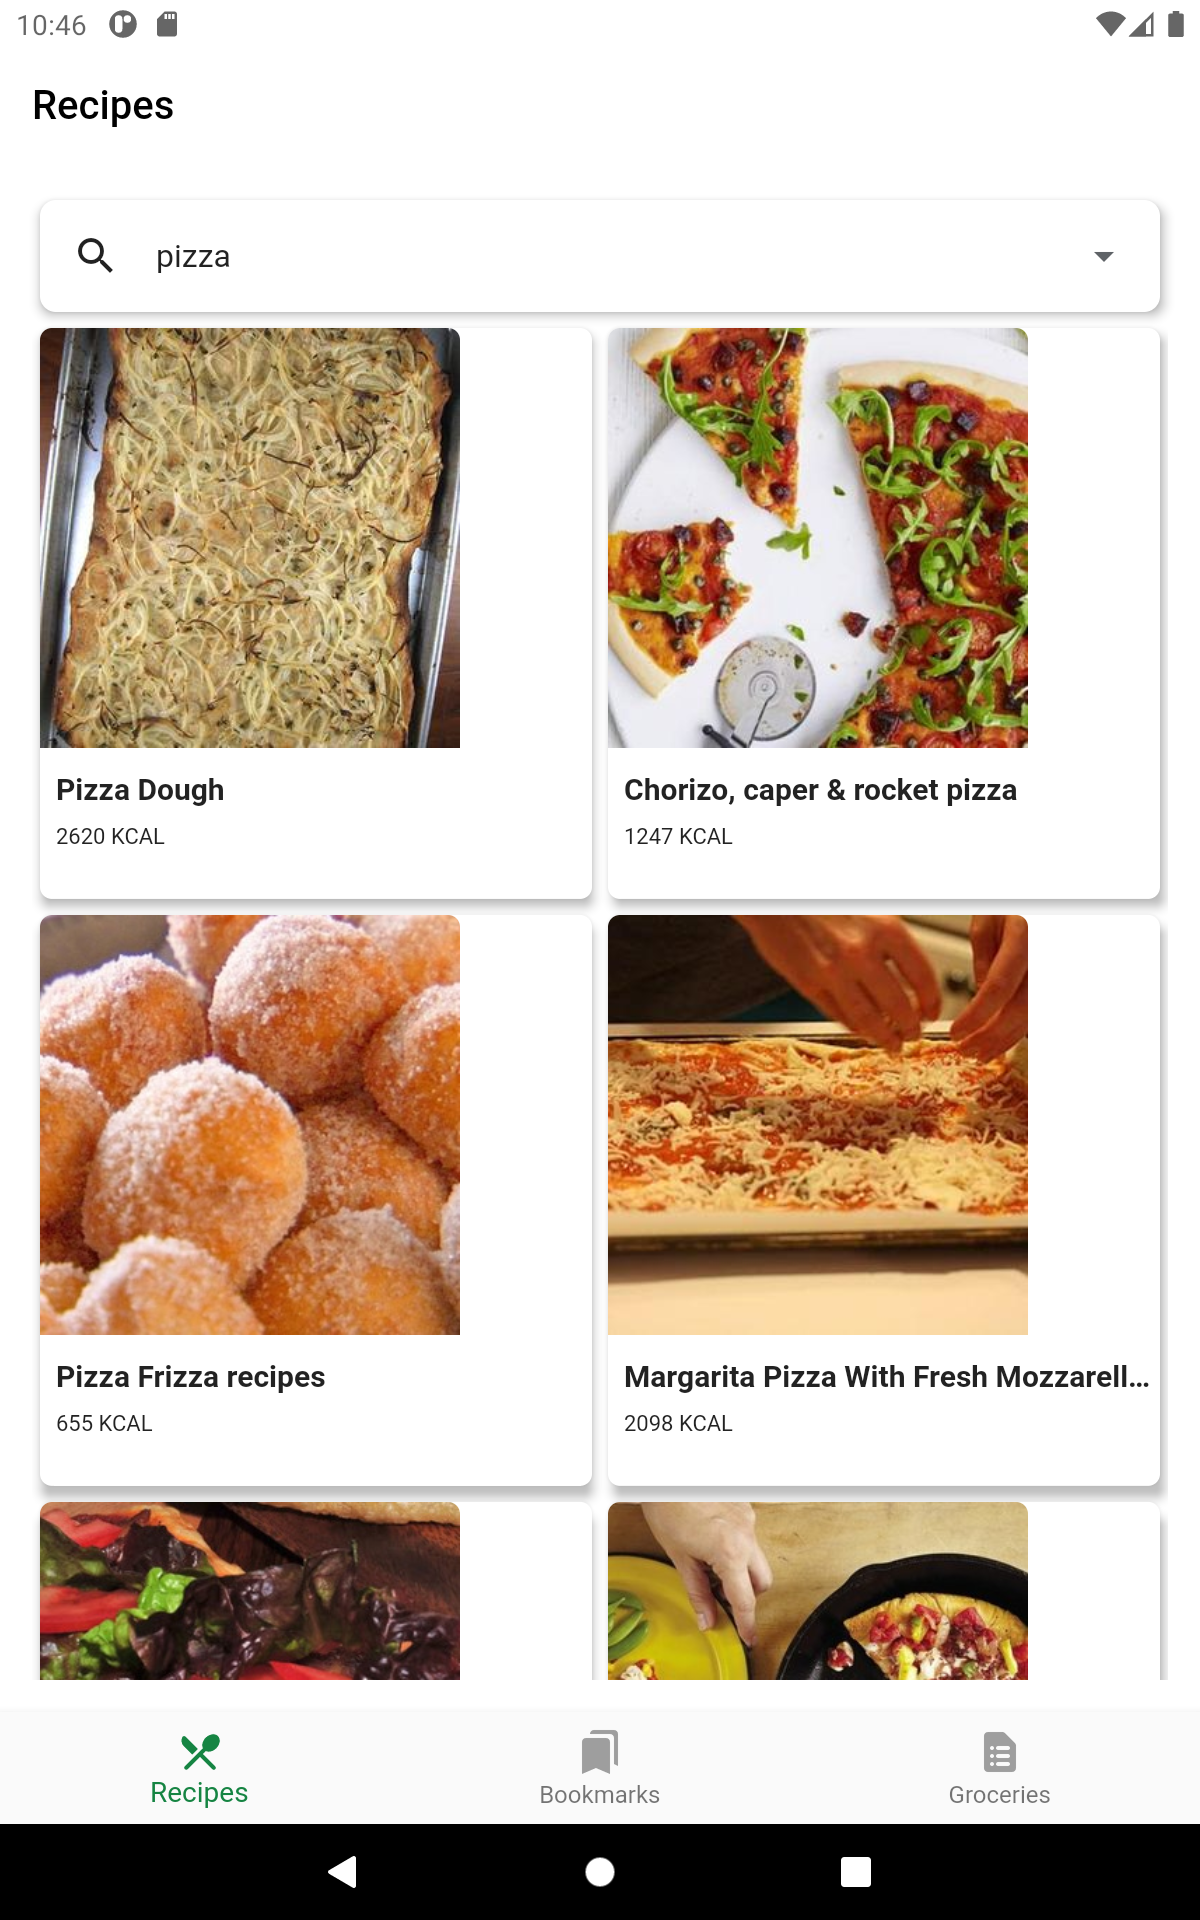 10:46
Recipes
pizza
Pizza Dough
2620 KCAL
Chorizo, caper & rocket pizza
1247 KCAL
Pizza Frizza recipes
655 KCAL
Margarita Pizza With Fresh Mozzarell...
2098 KCAL
Recipes
Bookmarks
Groceries